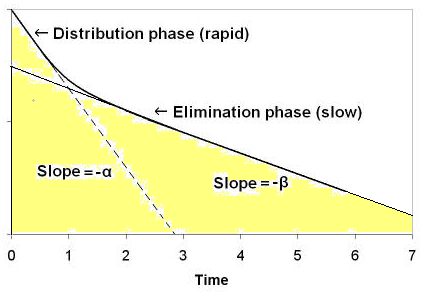 ← Distribution phase (rapid)
← Elimination phase (slow)
Slope=-α
Slope=-β
0 1 2 3 4 5 6 7
Time